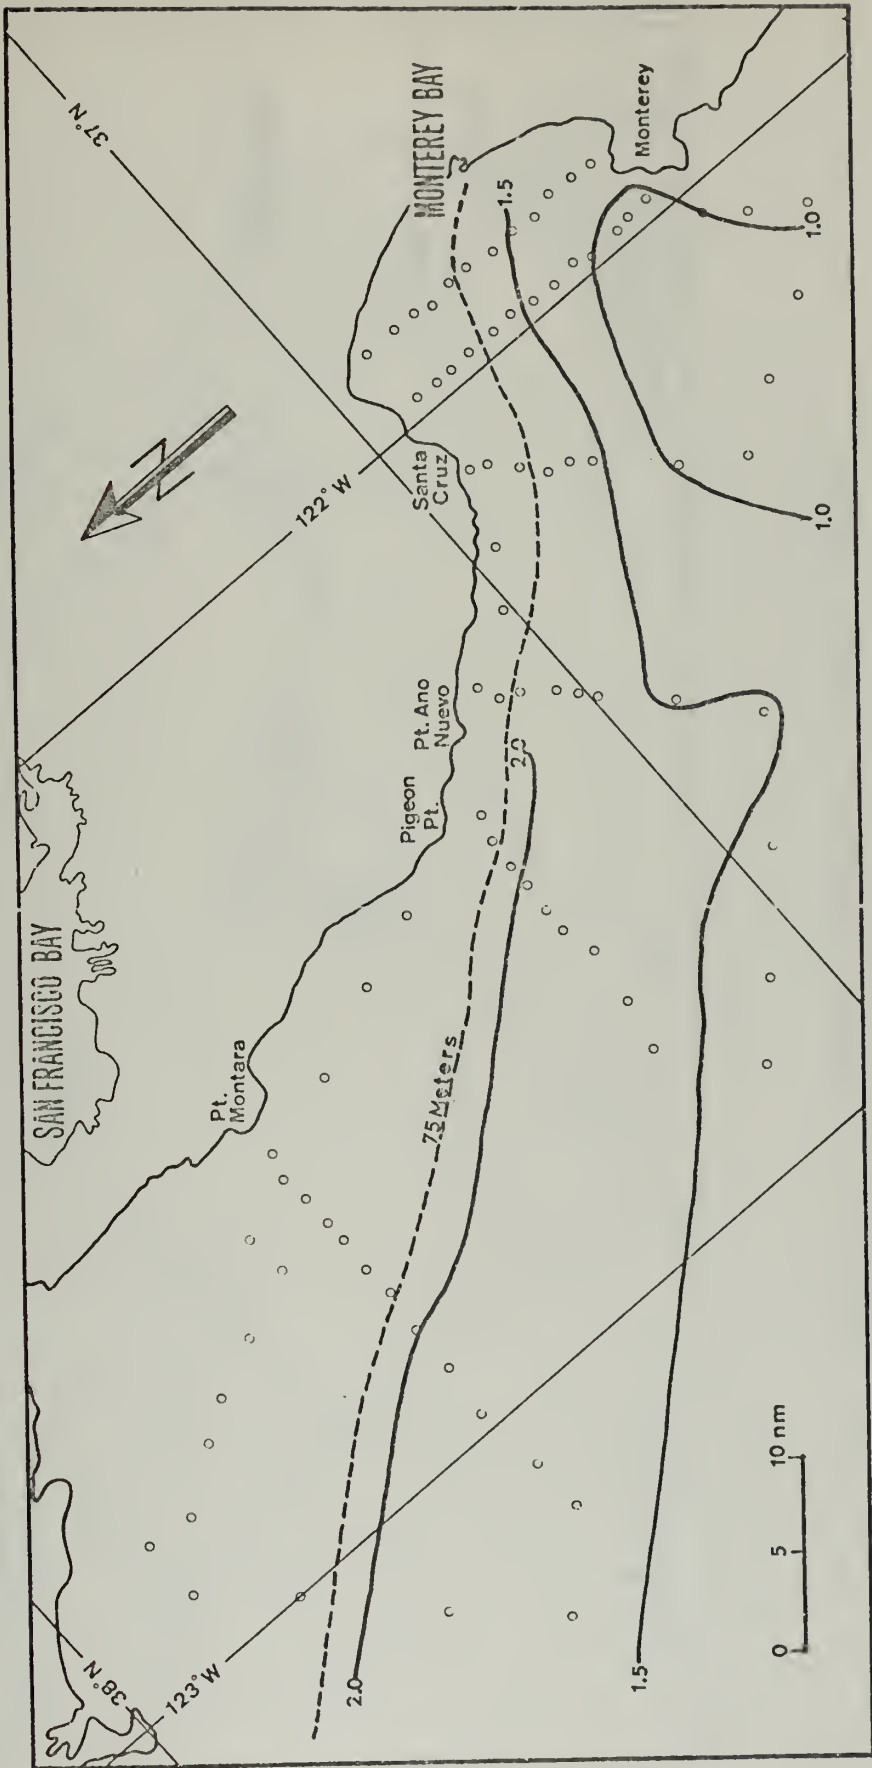 38°N
123°W
SAN FRANCISCO BAY
Pt.
Montara
Pigeon
Pt.
Pt. Ano
Nuevo
122°W
Santa
Cruz
37°N
MONTEREY BAY
Monterey
75 Meters
2.0
2.0
1.5
1.5
1.0
1.0
0
5
10 nm